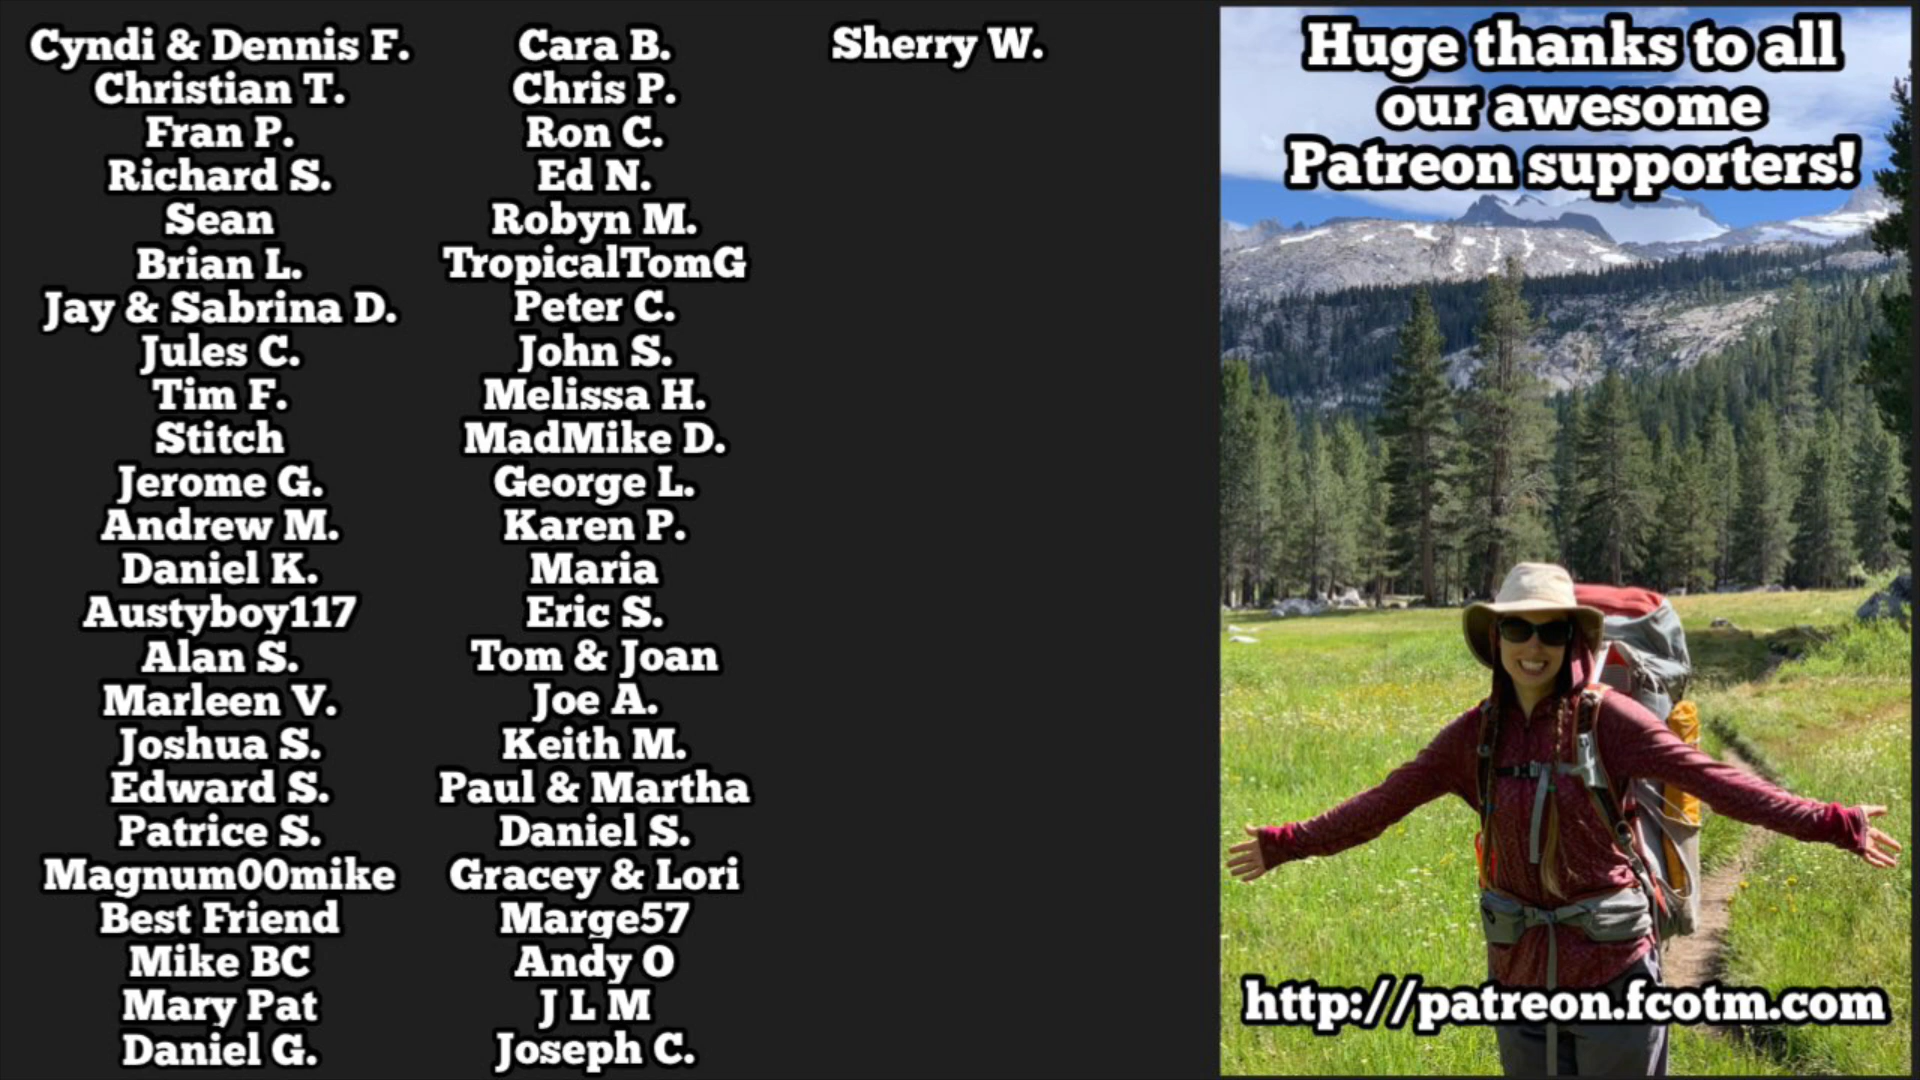 Cyndi & Dennis F.
Christian T.
Fran P.
Richard S.
Sean
Brian L.
Jay & Sabrina D.
Jules C.
Tim F.
Stitch
Jerome G.
Andrew M.
Daniel K.
Austyboy117
Alan S.
Marleen V.
Joshua S.
Edward S.
Patrice S.
Magnum00mike
Best Friend
Mike BC
Mary Pat
Daniel G.
Cara B.
Chris P.
Ron C.
Ed N.
Robyn M.
TropicalTomG
Peter C.
John S.
Melissa H.
MadMike D.
George L.
Karen P.
Maria
Eric S.
Tom & Joan
Joe A.
Keith M.
Paul & Martha
Daniel S.
Gracey & Lori
Marge57
Andy O
J L M
Joseph C.
Sherry W.
Huge thanks to all
our awesome
Patreon supporters!
http://patreon.fcotm.com